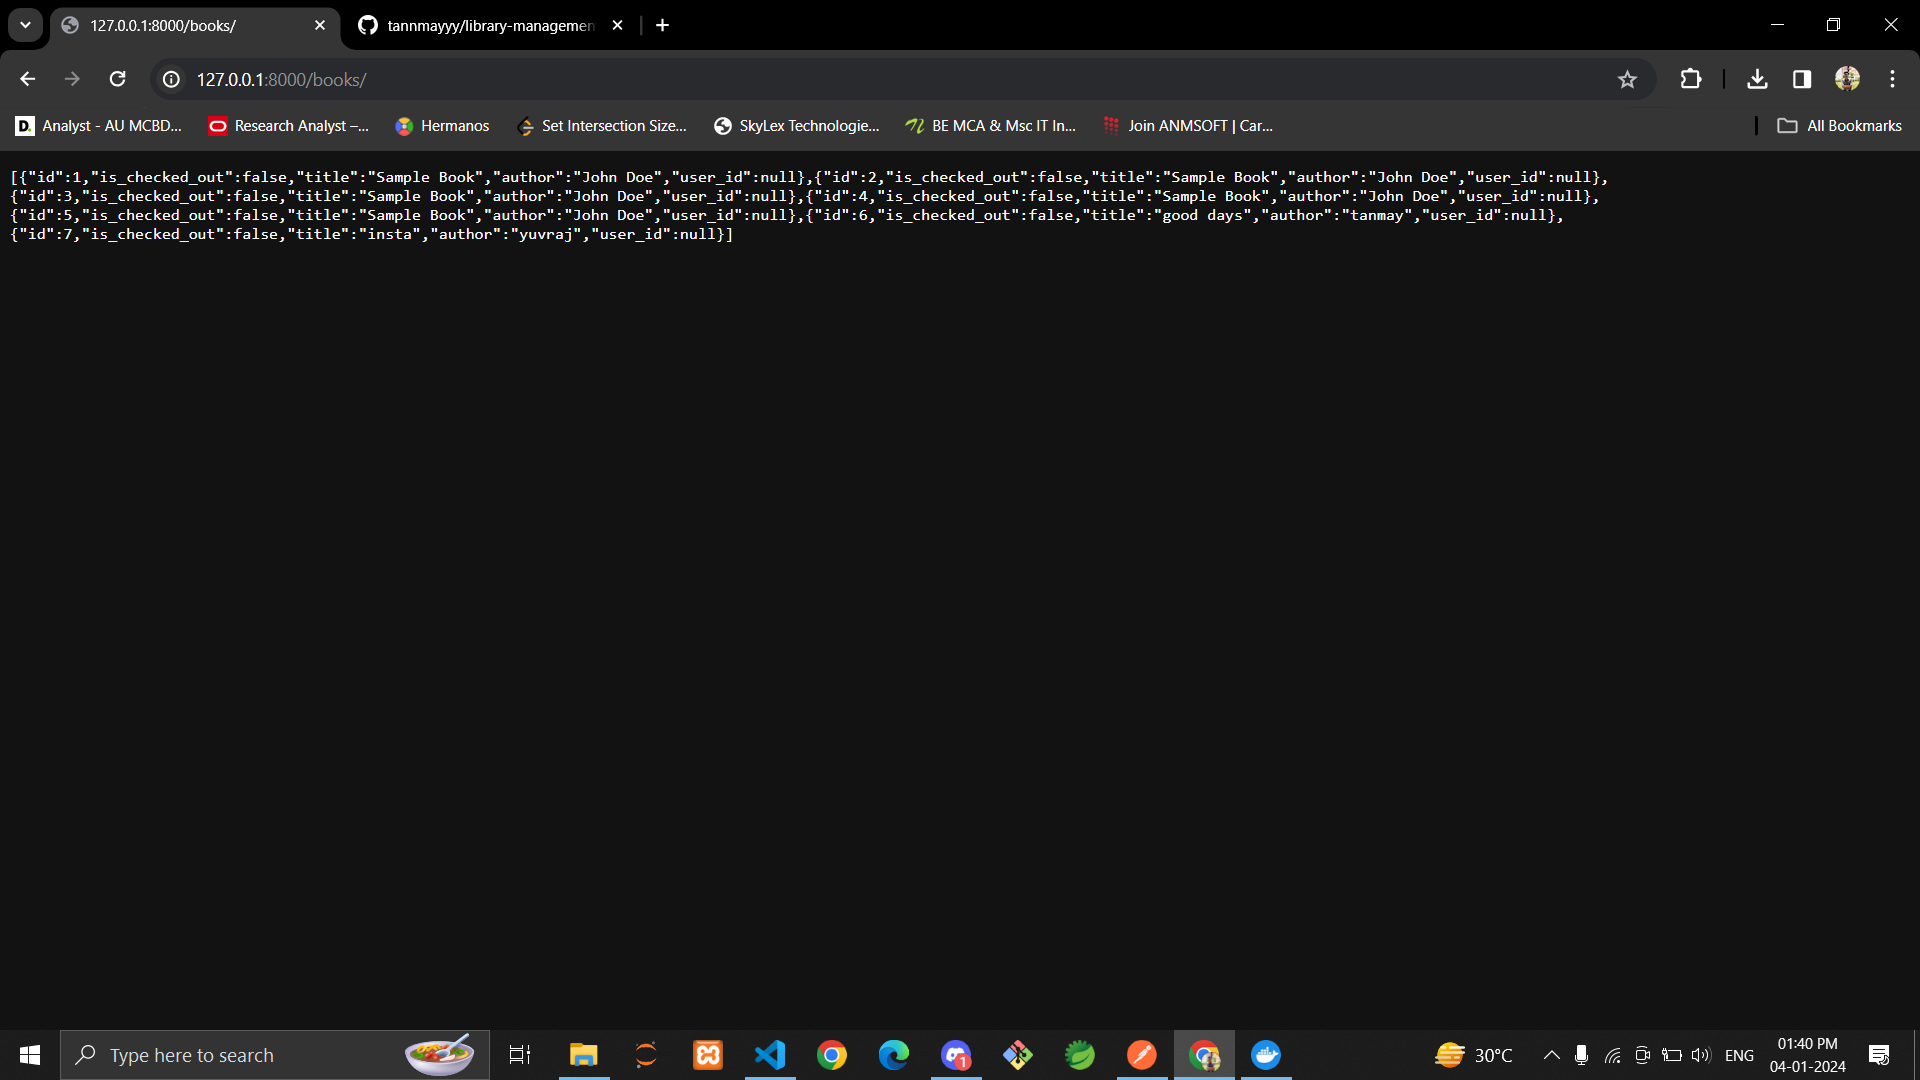 127.0.0.1:8000/books/
tannmayyy/library-managemen
127.0.0.1:8000/books/
D. Analyst - AU MCBD...
Research Analyst –...
Hermanos
Set Intersection Size...
SkyLex Technologie...
BE MCA & Msc IT In...
Join ANMSOFT | Car...
All Bookmarks
[{"id":1,"is_checked_out":false,"title":"Sample Book","author":"John Doe","user_id":null},{"id":2,"is_checked_out":false,"title":"Sample Book","author":"John Doe","user_id":null},
{"id":3,"is_checked_out":false,"title":"Sample Book","author":"John Doe","user_id":null},{"id":4,"is_checked_out":false,"title":"Sample Book","author":"John Doe","user_id":null},
{"id":5,"is_checked_out":false,"title":"Sample Book","author":"John Doe","user_id":null},{"id":6,"is_checked_out":false,"title":"good days","author":"tanmay","user_id":null},
{"id":7,"is_checked_out":false,"title":"insta","author":"yuvraj","user_id":null}]
Type here to search
1
30°C
ENG
01:40 PM
04-01-2024